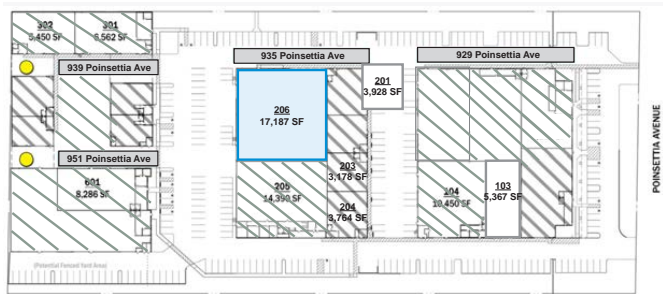 302
5,450 SF
301
6,562 SF
939 Poinsettia Ave
935 Poinsettia Ave
929 Poinsettia Ave
201
3,928 SF
206
17,187 SF
951 Poinsettia Ave
601
8,286 SF
203
3,178 SF
205
14,390 SF
204
3,764 SF
104
10,450 SF
103
5,367 SF
(Potential Fenced Yard Area)
POINSETTIA AVENUE